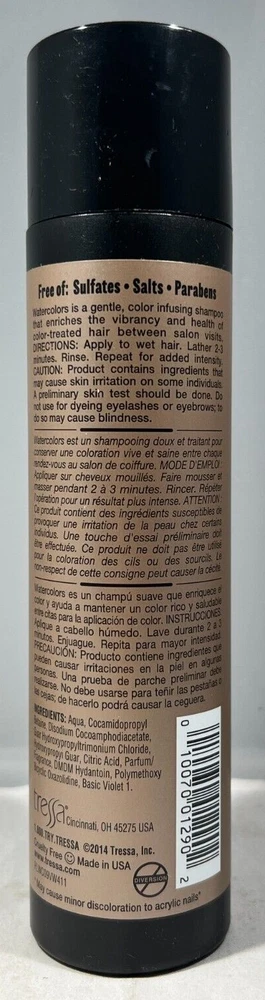 Free of: Sulfates • Salts • Parabens
Watercolors is a gentle, color infusing shampoo
that enriches the vibrancy and health of
color-treated hair between salon visits.
DIRECTIONS: Apply to wet hair. Lather 2-3
minutes. Rinse. Repeat for added intensity.
CAUTION: Product contains ingredients that
may cause skin irritation on some individuals.
A preliminary skin test should be done. Do
not use for dyeing eyelashes or eyebrows; to
do so may cause blindness.
Watercolors est un shampooing doux et traitant pour
conserver une coloration vive et saine entre chaque
rendez-vous au salon de coiffure. MODE D'EMPLOI :
Appliquer sur cheveux mouillés. Faire mousser et
masser pendant 2 à 3 minutes. Rincer. Répéter
l'opération pour un résultat plus intense. ATTENTION :
Ce produit contient des ingrédients susceptibles de
provoquer une irritation de la peau chez certains
individus. Une touche d'essai préliminaire doit
être effectuée. Ce produit ne doit pas être utilisé
pour la coloration des cils ou des sourcils. Le
non-respect de cette consigne peut causer la cécité.
Watercolors es un champú suave que enriquece el
color y ayuda a mantener un color rico y saludable
entre citas para la aplicación de color. INSTRUCCIONES:
Aplique a cabello húmedo. Lave durante 2 a 3
minutos. Enjuague. Repita para mayor intensidad.
PRECAUCIÓN: Producto contiene ingredientes que
pueden causar irritaciones en la piel en algunas
personas. Una prueba de parche preliminar debe
realizarse. No debe usarse para teñir las pestañas o
las cejas; de hacerlo podrá causar la ceguera.
INGREDIENTS: Aqua, Cocamidopropyl
Betaine, Disodium Cocoamphodiacetate,
Guar Hydroxypropyltrimonium Chloride,
Hydroxypropyl Guar, Citric Acid, Parfum/
Fragrance, DMDM Hydantoin, Polymethoxy
Bicyclic Oxazolidine, Basic Violet 1.
tressa
Cincinnati, OH 45275 USA
1.800.TRY.TRESSA ©2014 Tressa, Inc.
Cruelty Free Made in USA
www.tressa.com
DIVERSION
0 10070 01290 2
*May cause minor discoloration to acrylic nails*